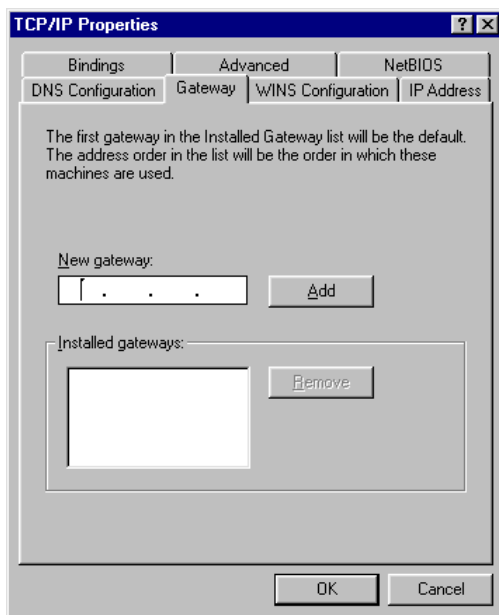 TCP/IP Properties
Bindings
Advanced
NetBIOS
DNS Configuration
Gateway
WINS Configuration
IP Address
The first gateway in the Installed Gateway list will be the default.
The address order in the list will be the order in which these
machines are used.
New gateway:
. . .
Add
Installed gateways:
Remove
OK
Cancel